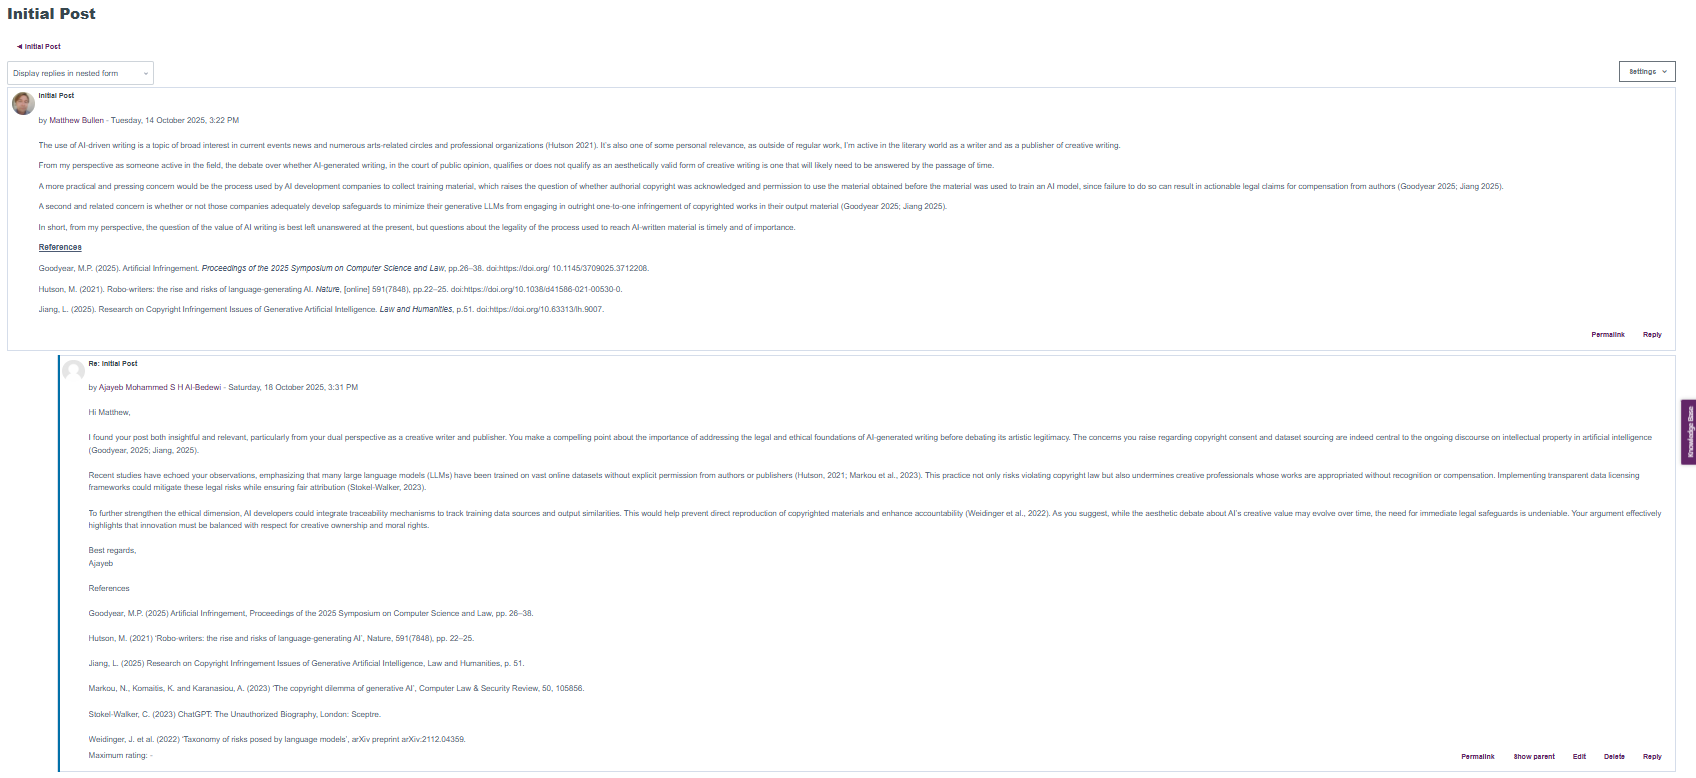 Initial Post
◄ Initial Post
Display replies in nested form
Settings
Initial Post
by Matthew Bullen - Tuesday, 14 October 2025, 3:22 PM
The use of AI-driven writing is a topic of broad interest in current events news and numerous arts-related circles and professional organizations (Hutson 2021). It's also one of some personal relevance, as outside of regular work, I'm active in the literary world as a writer and as a publisher of creative writing.
From my perspective as someone active in the field, the debate over whether AI-generated writing, in the court of public opinion, qualifies or does not qualify as an aesthetically valid form of creative writing is one that will likely need to be answered by the passage of time.
A more practical and pressing concern would be the process used by AI development companies to collect training material, which raises the question of whether authorial copyright was acknowledged and permission to use the material obtained before the material was used to train an AI model, since failure to do so can result in actionable legal claims for compensation from authors (Goodyear 2025; Jiang 2025).
A second and related concern is whether or not those companies adequately develop safeguards to minimize their generative LLMs from engaging in outright one-to-one infringement of copyrighted works in their output material (Goodyear 2025; Jiang 2025).
In short, from my perspective, the question of the value of AI writing is best left unanswered at the present, but questions about the legality of the process used to reach AI-written material is timely and of importance.
References
Goodyear, M.P. (2025). Artificial Infringement. Proceedings of the 2025 Symposium on Computer Science and Law, pp.26–38. doi:https://doi.org/ 10.1145/3709025.3712208.
Hutson, M. (2021). Robo-writers: the rise and risks of language-generating AI. Nature, [online] 591(7848), pp.22–25. doi:https://doi.org/10.1038/d41586-021-00530-0.
Jiang, L. (2025). Research on Copyright Infringement Issues of Generative Artificial Intelligence. Law and Humanities, p.51. doi:https://doi.org/10.63313/lh.9007.
Permalink Reply
Re: Initial Post
by Ajayeb Mohammed S H Al-Bedewi - Saturday, 18 October 2025, 3:31 PM
Hi Matthew,
I found your post both insightful and relevant, particularly from your dual perspective as a creative writer and publisher. You make a compelling point about the importance of addressing the legal and ethical foundations of AI-generated writing before debating its artistic legitimacy. The concerns you raise regarding copyright consent and dataset sourcing are indeed central to the ongoing discourse on intellectual property in artificial intelligence
(Goodyear, 2025; Jiang, 2025).
Recent studies have echoed your observations, emphasizing that many large language models (LLMs) have been trained on vast online datasets without explicit permission from authors or publishers (Hutson, 2021; Markou et al., 2023). This practice not only risks violating copyright law but also undermines creative professionals whose works are appropriated without recognition or compensation. Implementing transparent data licensing
frameworks could mitigate these legal risks while ensuring fair attribution (Stokel-Walker, 2023).
To further strengthen the ethical dimension, AI developers could integrate traceability mechanisms to track training data sources and output similarities. This would help prevent direct reproduction of copyrighted materials and enhance accountability (Weidinger et al., 2022). As you suggest, while the aesthetic debate about AI's creative value may evolve over time, the need for immediate legal safeguards is undeniable. Your argument effectively
highlights that innovation must be balanced with respect for creative ownership and moral rights.
Best regards,
Ajayeb
References
Goodyear, M.P. (2025) Artificial Infringement, Proceedings of the 2025 Symposium on Computer Science and Law, pp. 26–38.
Hutson, M. (2021) 'Robo-writers: the rise and risks of language-generating AI', Nature, 591(7848), pp. 22–25.
Jiang, L. (2025) Research on Copyright Infringement Issues of Generative Artificial Intelligence, Law and Humanities, p. 51.
Markou, N., Komaitis, K. and Karanasiou, A. (2023) 'The copyright dilemma of generative AI', Computer Law & Security Review, 50, 105856.
Stokel-Walker, C. (2023) ChatGPT: The Unauthorized Biography, London: Sceptre.
Weidinger, J. et al. (2022) 'Taxonomy of risks posed by language models', arXiv preprint arXiv:2112.04359.
Maximum rating: -
Permalink Show parent Edit Delete Reply
Knowledge Base